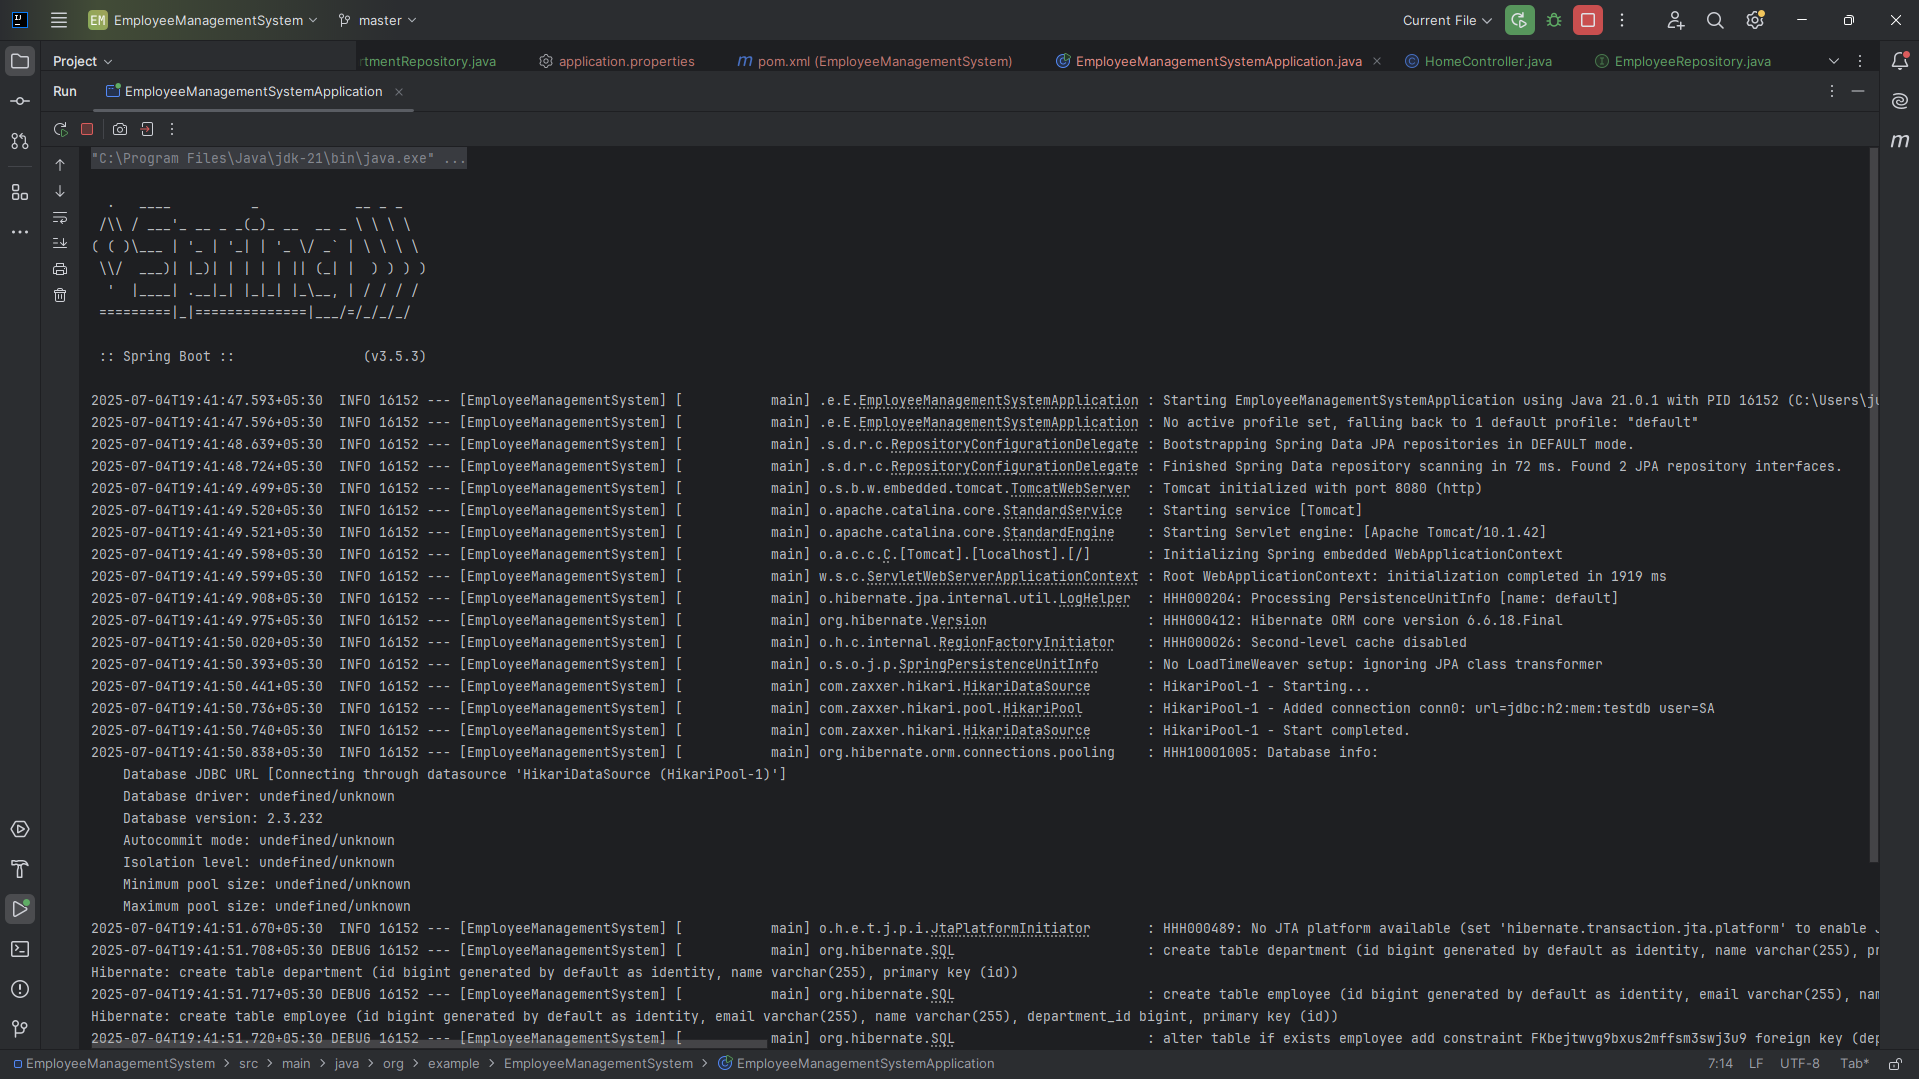 EM EmployeeManagementSystem master Current File
Project rtmentRepository.java application.properties pom.xml (EmployeeManagementSystem) EmployeeManagementSystemApplication.java HomeController.java EmployeeRepository.java
Run EmployeeManagementSystemApplication
"C:\Program Files\Java\jdk-21\bin\java.exe" ...
  .   ____          _            __ _ _
 /\\ / ___'_ __ _ _(_)_ __  __ _ \ \ \ \
( ( )\___ | '_ | '_| | '_ \/ _` | \ \ \ \
 \\/  ___)| |_)| | | | | || (_| |  ) ) ) )
  '  |____| .__|_| |_|_| |_\__, | / / / /
 =========|_|==============|___/=/_/_/_/
 :: Spring Boot ::                (v3.5.3)
2025-07-04T19:41:47.593+05:30  INFO 16152 --- [EmployeeManagementSystem] [           main] .e.E.EmployeeManagementSystemApplication : Starting EmployeeManagementSystemApplication using Java 21.0.1 with PID 16152 (C:\Users\ju
2025-07-04T19:41:47.596+05:30  INFO 16152 --- [EmployeeManagementSystem] [           main] .e.E.EmployeeManagementSystemApplication : No active profile set, falling back to 1 default profile: "default"
2025-07-04T19:41:48.639+05:30  INFO 16152 --- [EmployeeManagementSystem] [           main] .s.d.r.c.RepositoryConfigurationDelegate : Bootstrapping Spring Data JPA repositories in DEFAULT mode.
2025-07-04T19:41:48.724+05:30  INFO 16152 --- [EmployeeManagementSystem] [           main] .s.d.r.c.RepositoryConfigurationDelegate : Finished Spring Data repository scanning in 72 ms. Found 2 JPA repository interfaces.
2025-07-04T19:41:49.499+05:30  INFO 16152 --- [EmployeeManagementSystem] [           main] o.s.b.w.embedded.tomcat.TomcatWebServer  : Tomcat initialized with port 8080 (http)
2025-07-04T19:41:49.520+05:30  INFO 16152 --- [EmployeeManagementSystem] [           main] o.apache.catalina.core.StandardService   : Starting service [Tomcat]
2025-07-04T19:41:49.521+05:30  INFO 16152 --- [EmployeeManagementSystem] [           main] o.apache.catalina.core.StandardEngine    : Starting Servlet engine: [Apache Tomcat/10.1.42]
2025-07-04T19:41:49.598+05:30  INFO 16152 --- [EmployeeManagementSystem] [           main] o.a.c.c.C.[Tomcat].[localhost].[/]       : Initializing Spring embedded WebApplicationContext
2025-07-04T19:41:49.599+05:30  INFO 16152 --- [EmployeeManagementSystem] [           main] w.s.c.ServletWebServerApplicationContext : Root WebApplicationContext: initialization completed in 1919 ms
2025-07-04T19:41:49.908+05:30  INFO 16152 --- [EmployeeManagementSystem] [           main] o.hibernate.jpa.internal.util.LogHelper  : HHH000204: Processing PersistenceUnitInfo [name: default]
2025-07-04T19:41:49.975+05:30  INFO 16152 --- [EmployeeManagementSystem] [           main] org.hibernate.Version                    : HHH000412: Hibernate ORM core version 6.6.18.Final
2025-07-04T19:41:50.020+05:30  INFO 16152 --- [EmployeeManagementSystem] [           main] o.h.c.internal.RegionFactoryInitiator    : HHH000026: Second-level cache disabled
2025-07-04T19:41:50.393+05:30  INFO 16152 --- [EmployeeManagementSystem] [           main] o.s.o.j.p.SpringPersistenceUnitInfo      : No LoadTimeWeaver setup: ignoring JPA class transformer
2025-07-04T19:41:50.441+05:30  INFO 16152 --- [EmployeeManagementSystem] [           main] com.zaxxer.hikari.HikariDataSource       : HikariPool-1 - Starting...
2025-07-04T19:41:50.736+05:30  INFO 16152 --- [EmployeeManagementSystem] [           main] com.zaxxer.hikari.pool.HikariPool        : HikariPool-1 - Added connection conn0: url=jdbc:h2:mem:testdb user=SA
2025-07-04T19:41:50.740+05:30  INFO 16152 --- [EmployeeManagementSystem] [           main] com.zaxxer.hikari.HikariDataSource       : HikariPool-1 - Start completed.
2025-07-04T19:41:50.838+05:30  INFO 16152 --- [EmployeeManagementSystem] [           main] org.hibernate.orm.connections.pooling    : HHH10001005: Database info:
    Database JDBC URL [Connecting through datasource 'HikariDataSource (HikariPool-1)']
    Database driver: undefined/unknown
    Database version: 2.3.232
    Autocommit mode: undefined/unknown
    Isolation level: undefined/unknown
    Minimum pool size: undefined/unknown
    Maximum pool size: undefined/unknown
2025-07-04T19:41:51.670+05:30  INFO 16152 --- [EmployeeManagementSystem] [           main] o.h.e.t.j.p.i.JtaPlatformInitiator       : HHH000489: No JTA platform available (set 'hibernate.transaction.jta.platform' to enable J
2025-07-04T19:41:51.708+05:30 DEBUG 16152 --- [EmployeeManagementSystem] [           main] org.hibernate.SQL                        : create table department (id bigint generated by default as identity, name varchar(255), pr
Hibernate: create table department (id bigint generated by default as identity, name varchar(255), primary key (id))
2025-07-04T19:41:51.717+05:30 DEBUG 16152 --- [EmployeeManagementSystem] [           main] org.hibernate.SQL                        : create table employee (id bigint generated by default as identity, email varchar(255), nam
Hibernate: create table employee (id bigint generated by default as identity, email varchar(255), name varchar(255), department_id bigint, primary key (id))
2025-07-04T19:41:51.720+05:30 DEBUG 16152 --- [EmployeeManagementSystem] [           main] org.hibernate.SQL                        : alter table if exists employee add constraint FKbejtwvg9bxus2mffsm3swj3u9 foreign key (dep
EmployeeManagementSystem > src > main > java > org > example > EmployeeManagementSystem > EmployeeManagementSystemApplication 7:14 LF UTF-8 Tab*